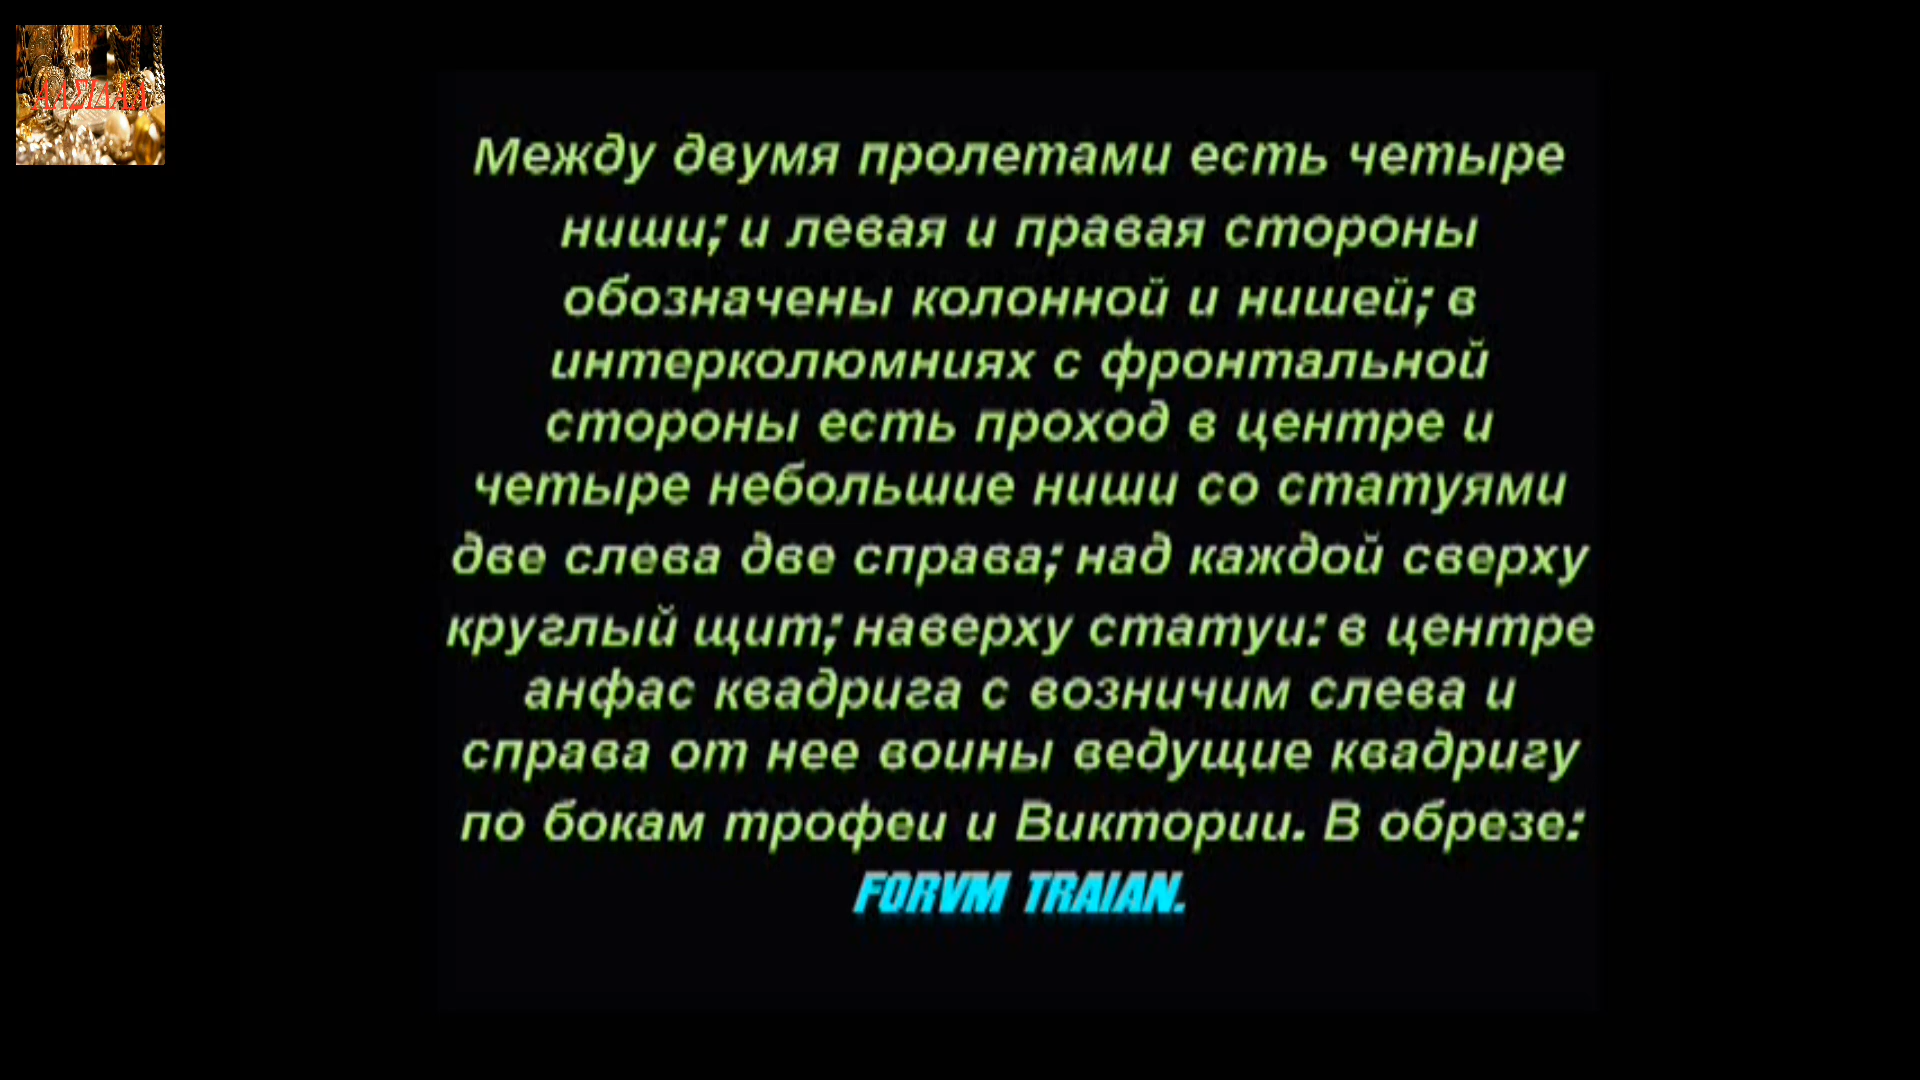 Между двумя пролетами есть четыре
ниши; и левая и правая стороны
обозначены колонной и нишей; в
интерколюмниях с фронтальной
стороны есть проход в центре и
четыре небольшие ниши со статуями
две слева две справа; над каждой сверху
круглый щит; наверху статуи: в центре
анфас квадрига с возничим слева и
справа от нее воины ведущие квадригу
по бокам трофеи и Виктории. В обрезе:
FORVM TRAIAN.